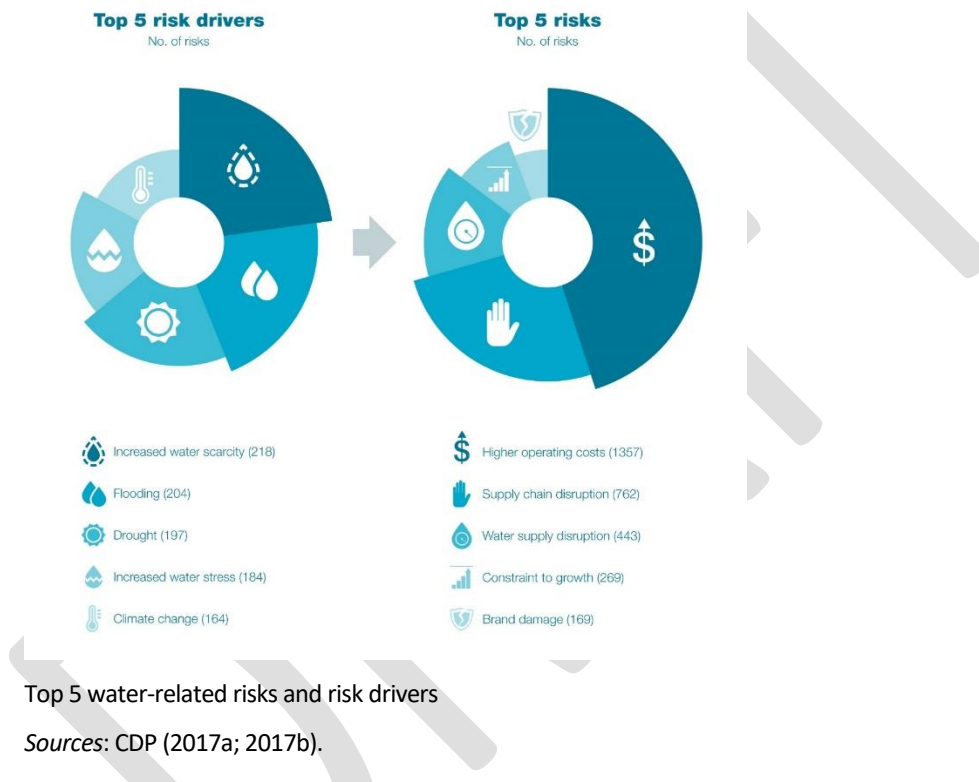 Top 5 risk drivers
No. of risks
Increased water scarcity (218)
Flooding (204)
Drought (197)
Increased water stress (184)
Climate change (164)
Top 5 risks
No. of risks
$
$ Higher operating costs (1357)
Supply chain disruption (762)
Water supply disruption (443)
Constraint to growth (269)
Brand damage (169)
Top 5 water-related risks and risk drivers
Sources: CDP (2017a; 2017b).